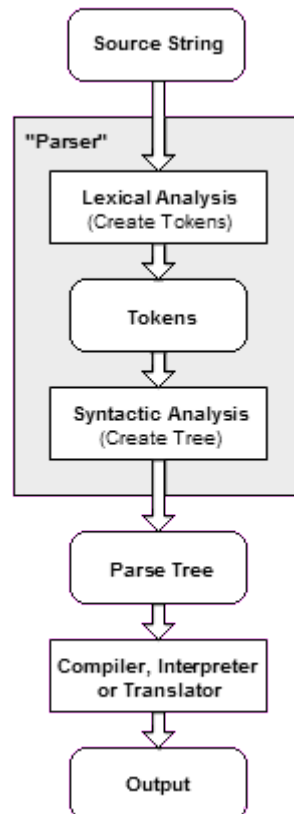 Source String
"Parser"
Lexical Analysis
(Create Tokens)
Tokens
Syntactic Analysis
(Create Tree)
Parse Tree
Compiler, Interpreter
or Translator
Output